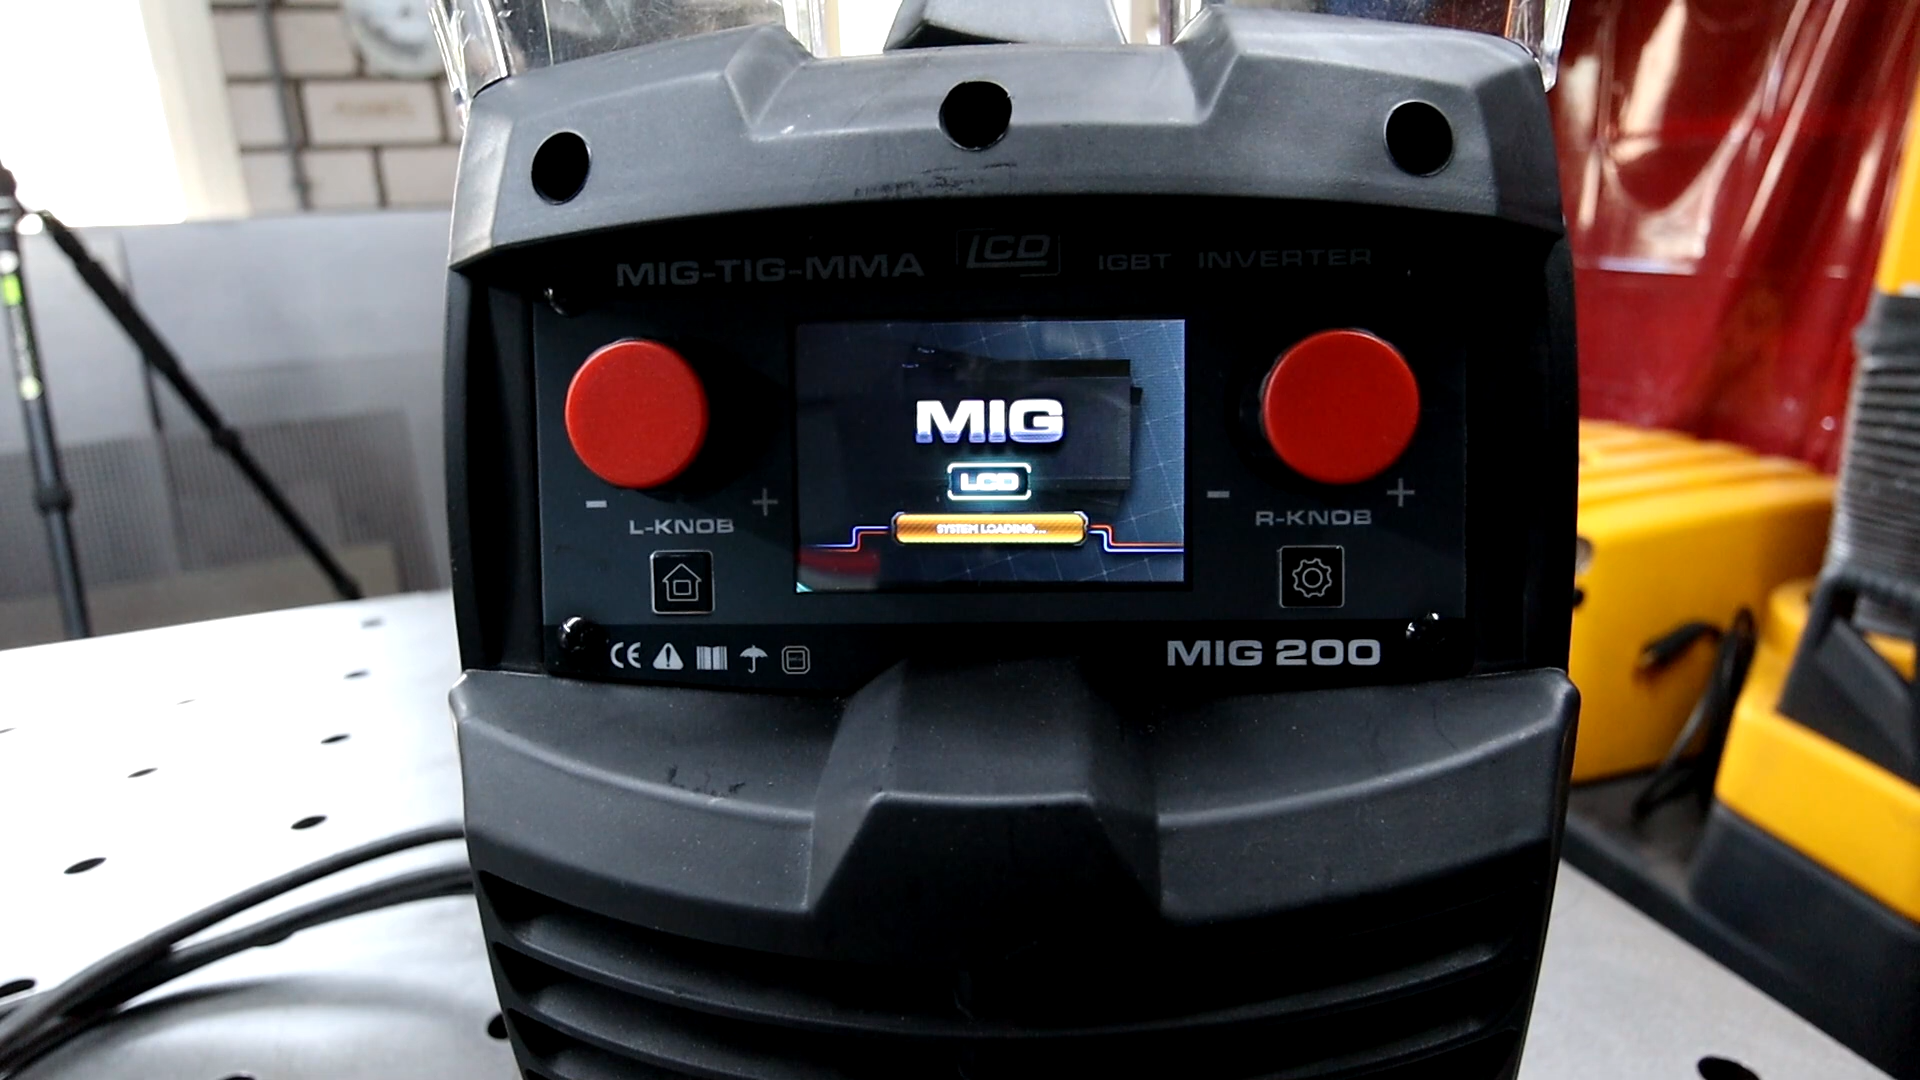 MIG-TIG-MMA LCD IGBT INVERTER
MIG
LCD
SYSTEM LOADING...
- +
L-KNOB
- +
R-KNOB
CE
MIG 200